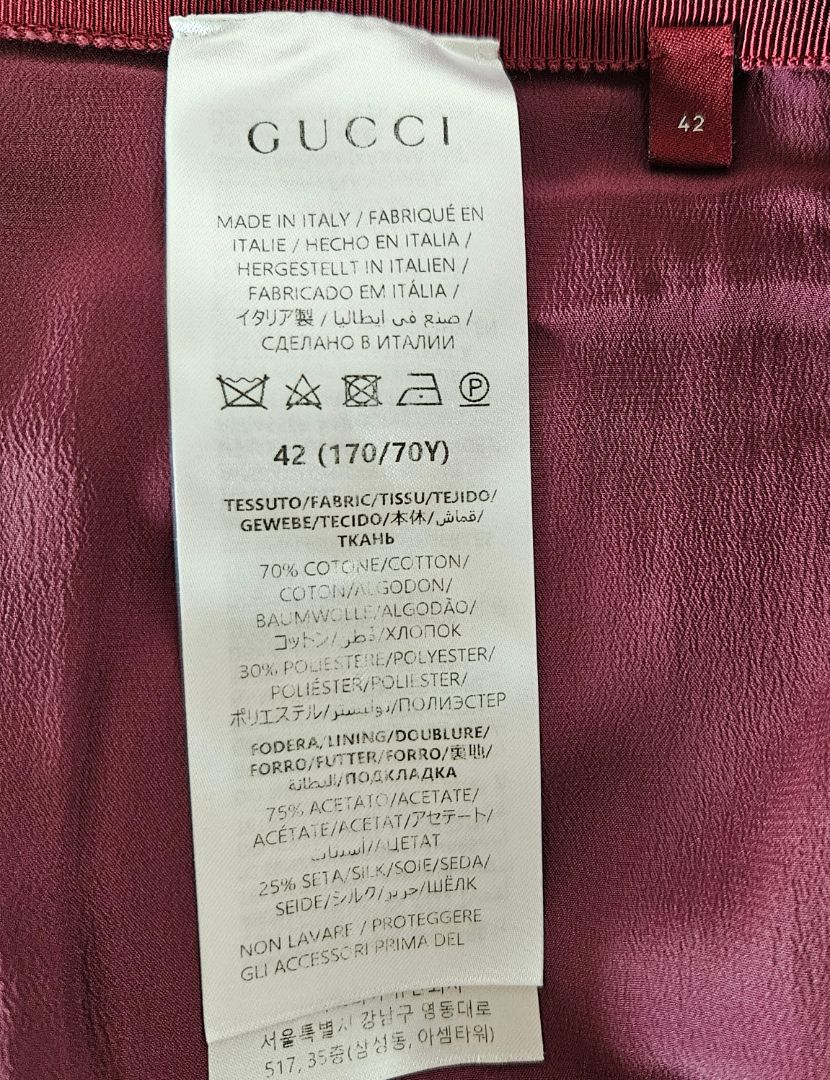 42
GUCCI
MADE IN ITALY / FABRIQUÉ EN
ITALIE / HECHO EN ITALIA /
HERGESTELLT IN ITALIEN /
FABRICADO EM ITÁLIA /
イタリア製 / صنع فى ايطاليا /
СДЕЛАНО В ИТАЛИИ
P
42 (170/70Y)
TESSUTO/FABRIC/TISSU/TEJIDO/
GEWEBE/TECIDO/本体/قماش/
ТКАНЬ
70% COTONE/COTTON/
COTON/ALGODON/
BAUMWOLLE/ALGODÃO/
コットン/قطر/ХЛОПОК
30% POLIESTERE/POLYESTER/
POLIÉSTER/POLIESTER/
ポリエステル/بوليستر/ПОЛИЭСТЕР
FODERA/LINING/DOUBLURE/
FORRO/FUTTER/FORRO/裏地/
البطانة/ПОДКЛАДКА
75% ACETATO/ACETATE/
ACÉTATE/ACETAT/アセテート/
أسيتات/АЦЕТАТ
25% SETA/SILK/SOIE/SEDA/
SEIDE/シルク/حرير/ШЁЛК
NON LAVARE / PROTEGGERE
GLI ACCESSORI PRIMA DEL
서울특별시 강남구 영동대로
517, 35층(삼성동, 아셈타워)